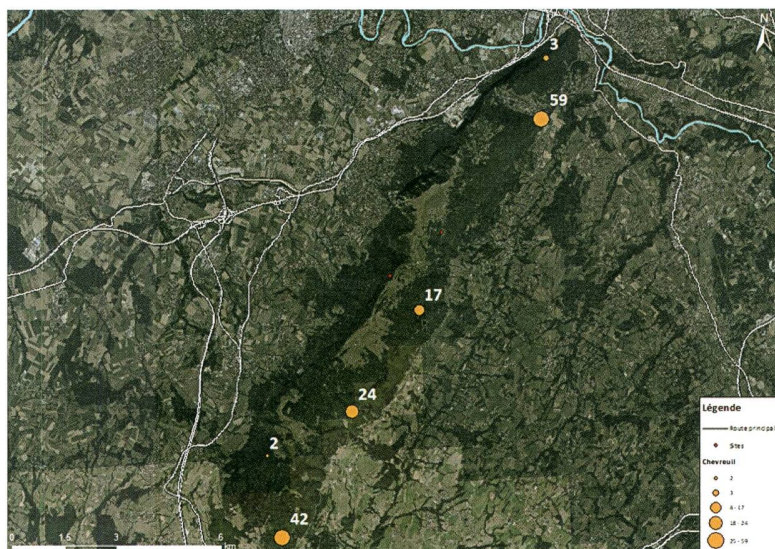 N
3
59
17
24
2
42
0 1.5 3 6
km
Légende
Route principal
Sites
Chevreuil
2
3
6 - 17
18 - 24
25 - 59